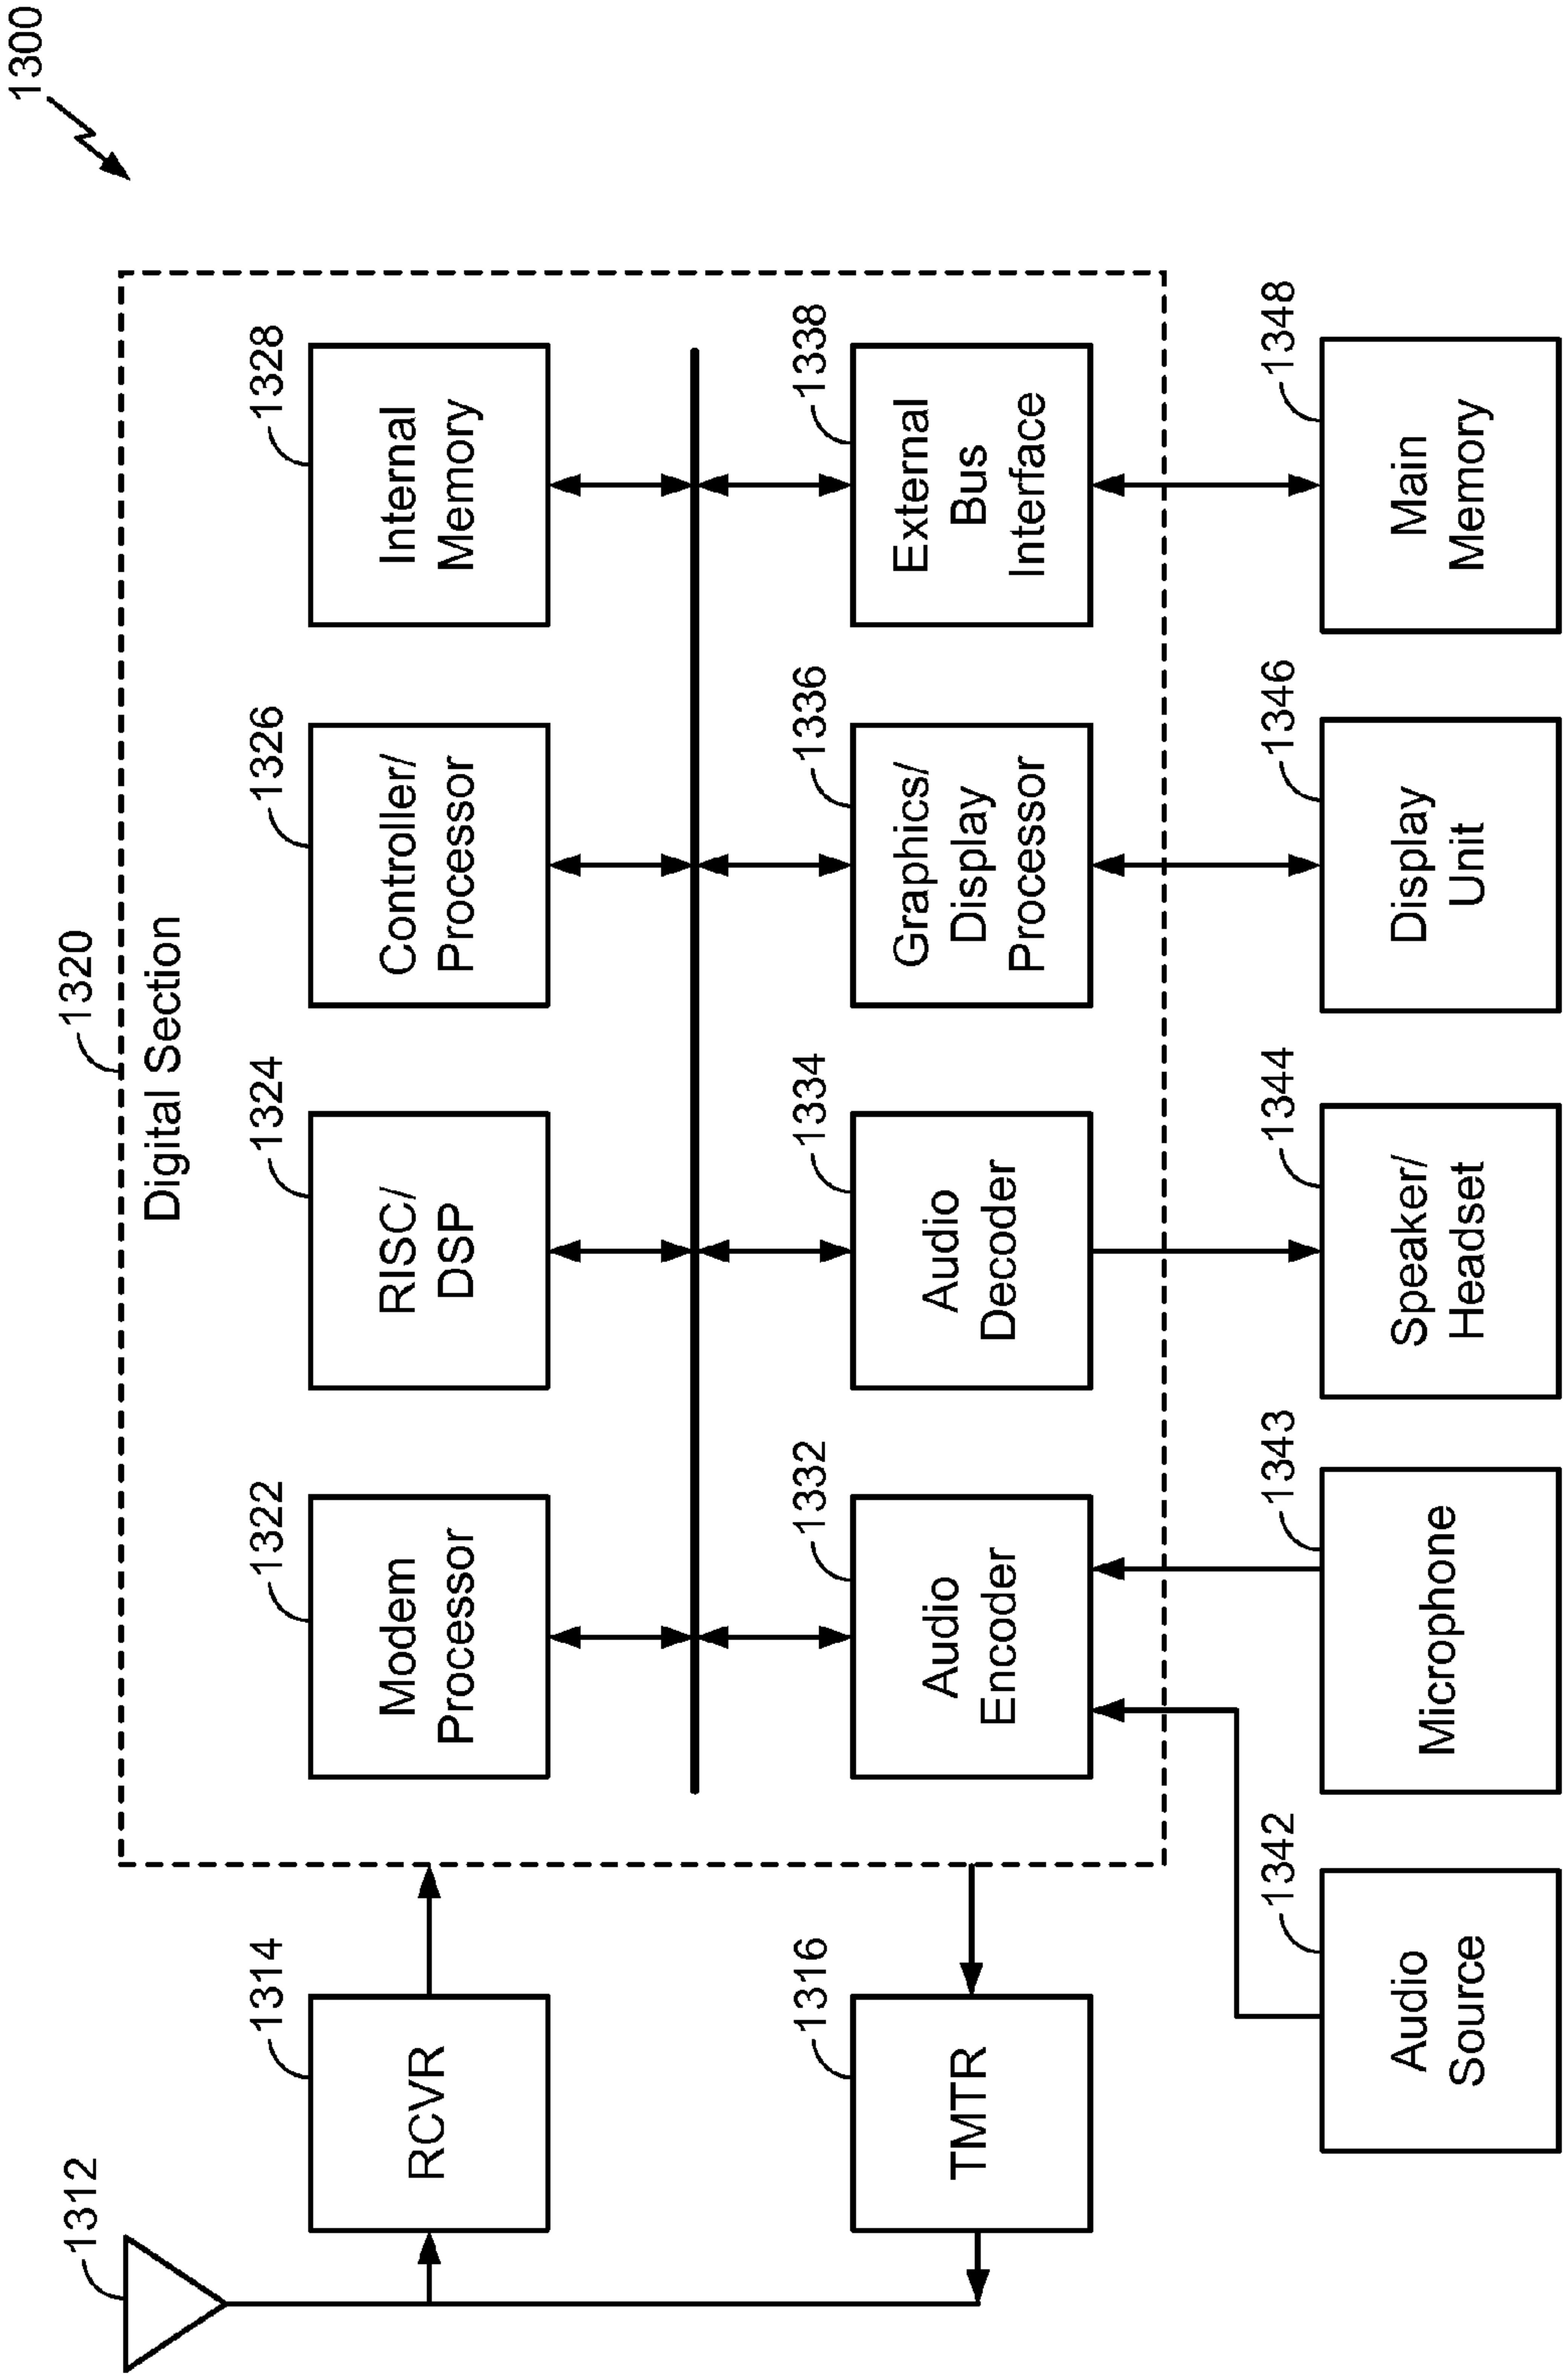 1300
1320
Digital Section
1312
1314
RCVR
1322
Modem
Processor
1324
RISC/
DSP
1326
Controller/
Processor
1328
Internal
Memory
1316
TMTR
1332
Audio
Encoder
1334
Audio
Decoder
1336
Graphics/
Display
Processor
1338
External
Bus
Interface
1342
Audio
Source
1343
Microphone
1344
Speaker/
Headset
1346
Display
Unit
1348
Main
Memory